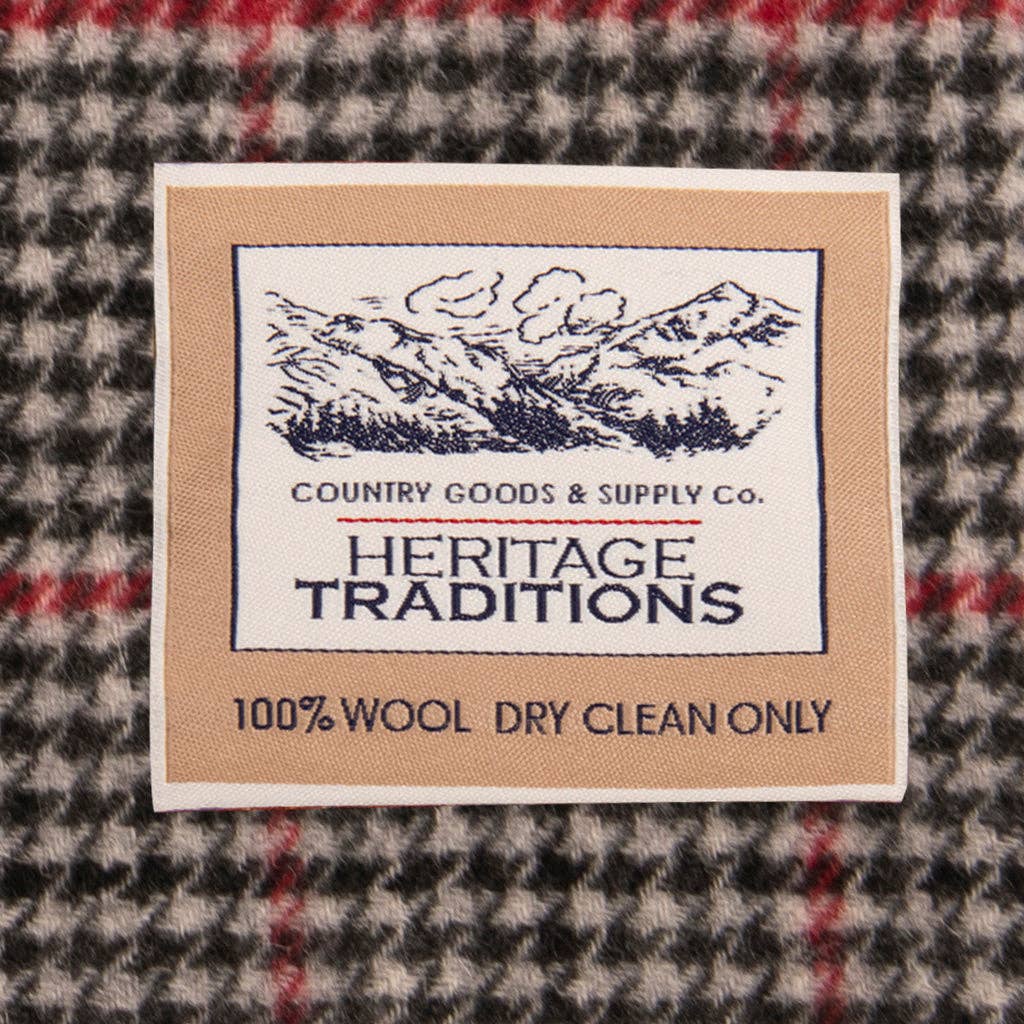 COUNTRY GOODS & SUPPLY Co.
HERITAGE
TRADITIONS
100% WOOL DRY CLEAN ONLY